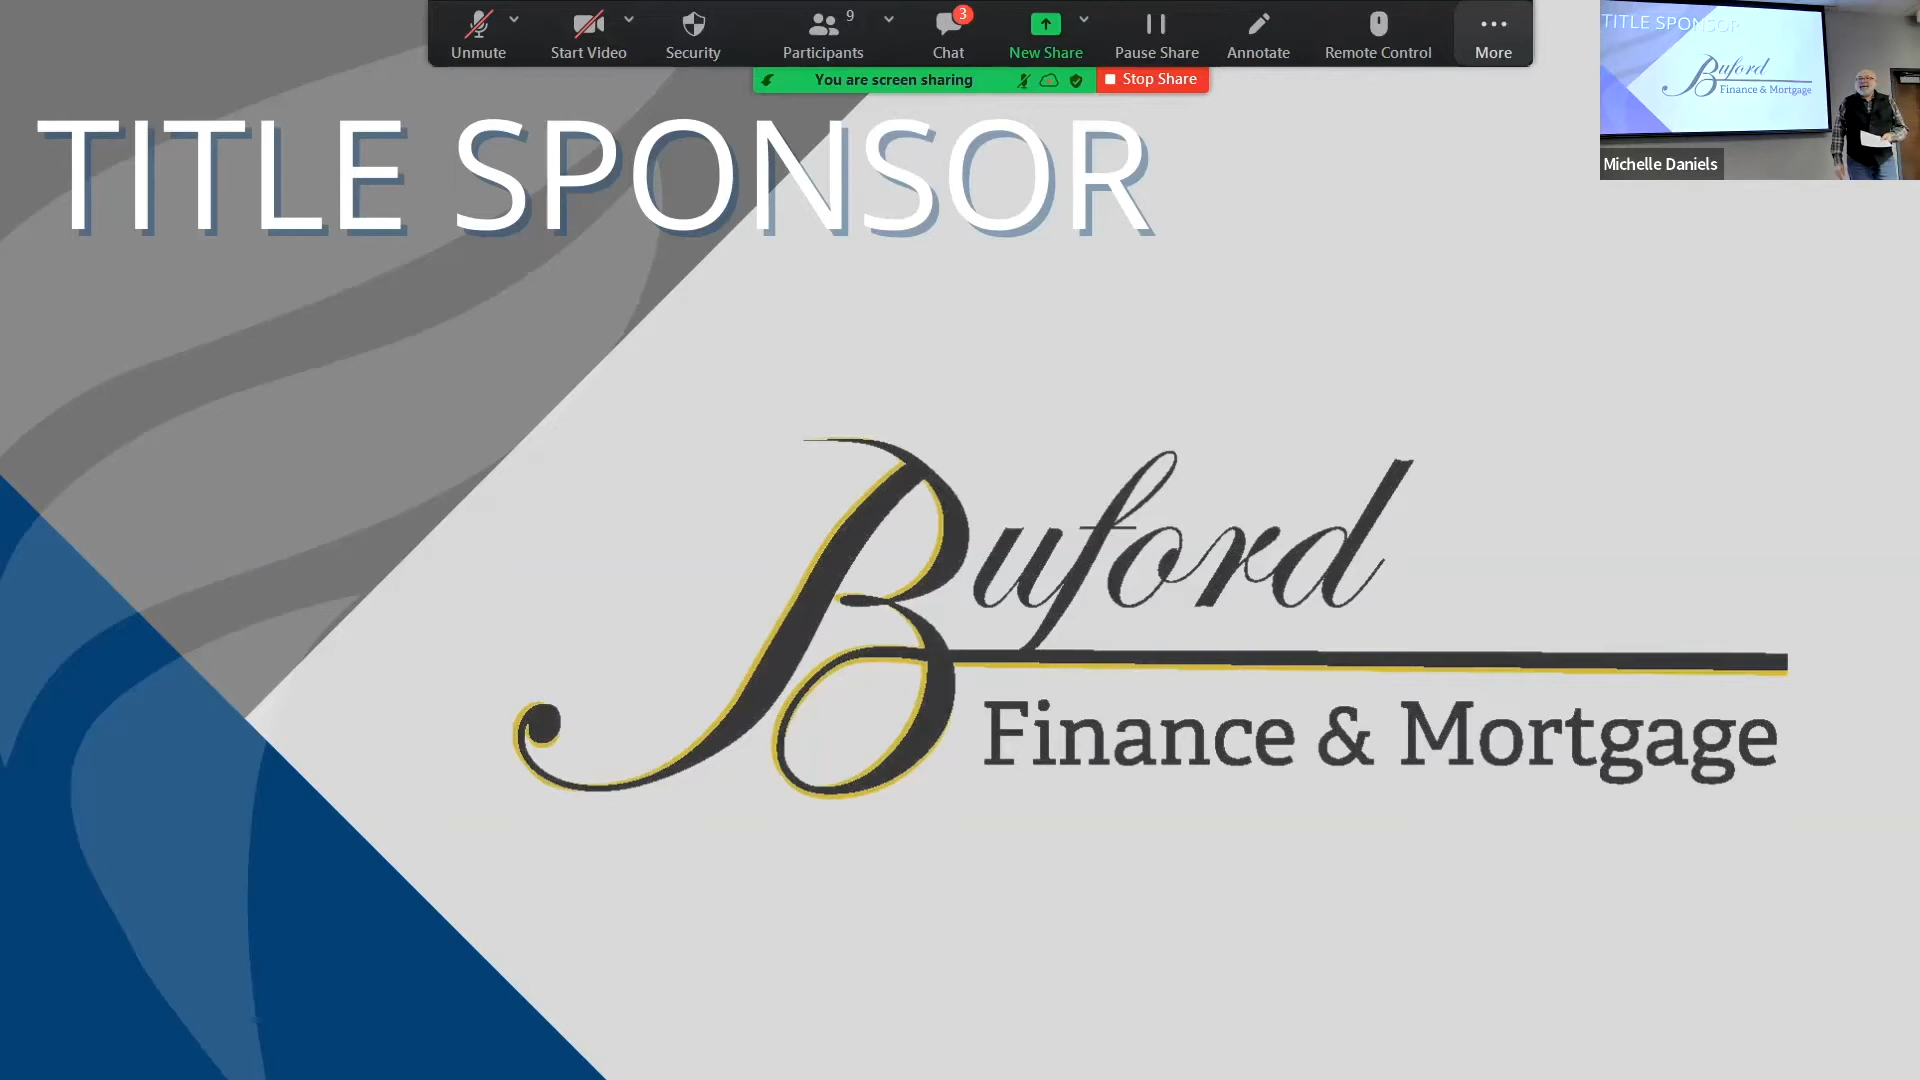 Unmute
Start Video
Security
9
Participants
3
Chat
New Share
Pause Share
Annotate
Remote Control
More
You are screen sharing
Stop Share
TITLE SPONSOR
Buford
Finance & Mortgage
TITLE SPONSOR
Buford
Finance & Mortgage
Michelle Daniels